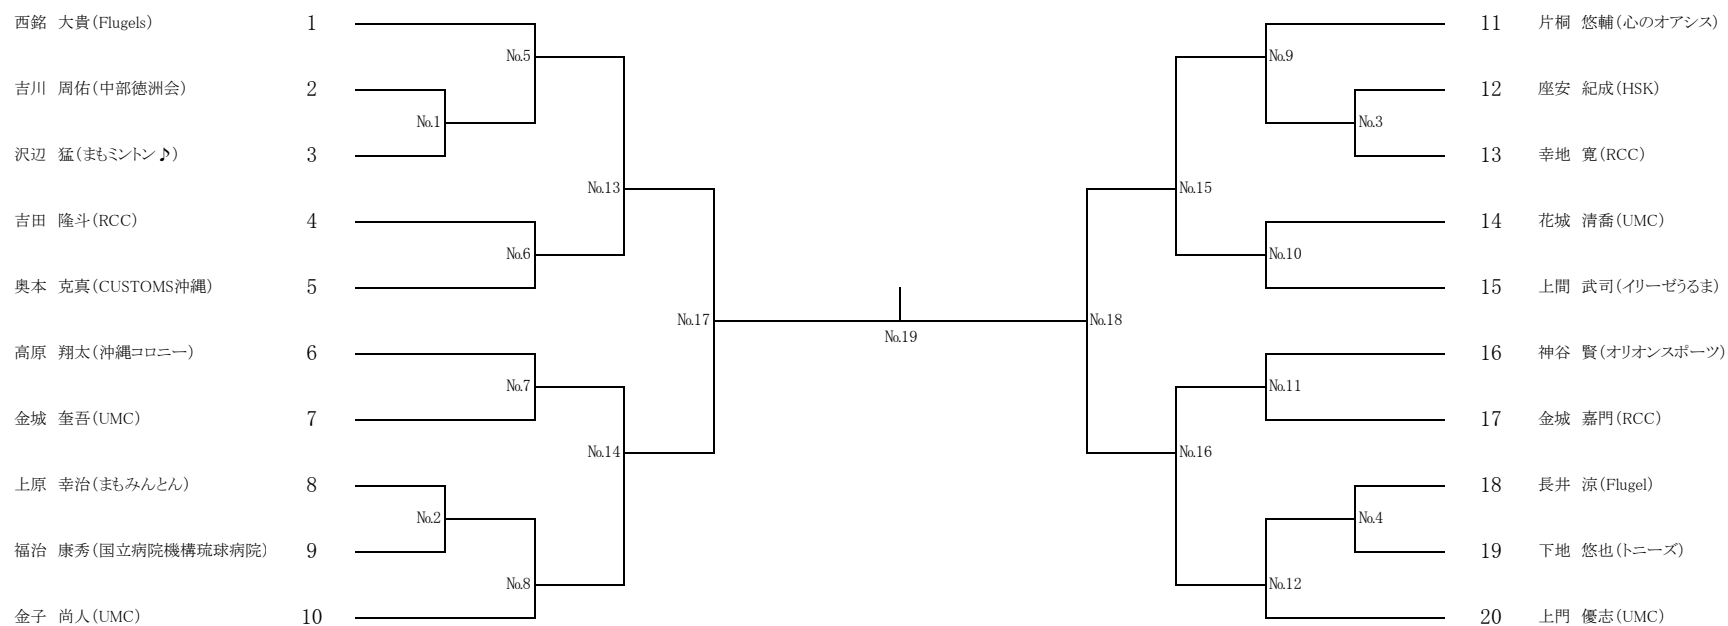 西銘 大貴(Flugels) 1
11 片桐 悠輔(心のオアシス)
No.5
No.9
吉川 周佑(中部徳洲会) 2
12 座安 紀成(HSK)
No.1
No.3
沢辺 猛(まもミントン♪) 3
13 幸地 寛(RCC)
No.13
No.15
吉田 隆斗(RCC) 4
14 花城 清喬(UMC)
No.6
No.10
奥本 克真(CUSTOMS沖縄) 5
15 上間 武司(イリーゼうるま)
No.17
No.19
No.18
高原 翔太(沖縄コロニー) 6
16 神谷 賢(オリオンスポーツ)
No.7
No.11
金城 奎吾(UMC) 7
17 金城 嘉門(RCC)
No.14
No.16
上原 幸治(まもみんとん) 8
18 長井 涼(Flugel)
No.2
No.4
福治 康秀(国立病院機構琉球病院) 9
19 下地 悠也(トニーズ)
No.8
No.12
金子 尚人(UMC) 10
20 上門 優志(UMC)